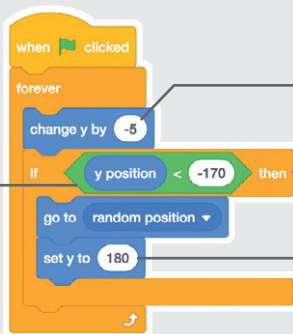 when clicked
forever
change y by -5
if y position < -170 then
go to random position
set y to 180